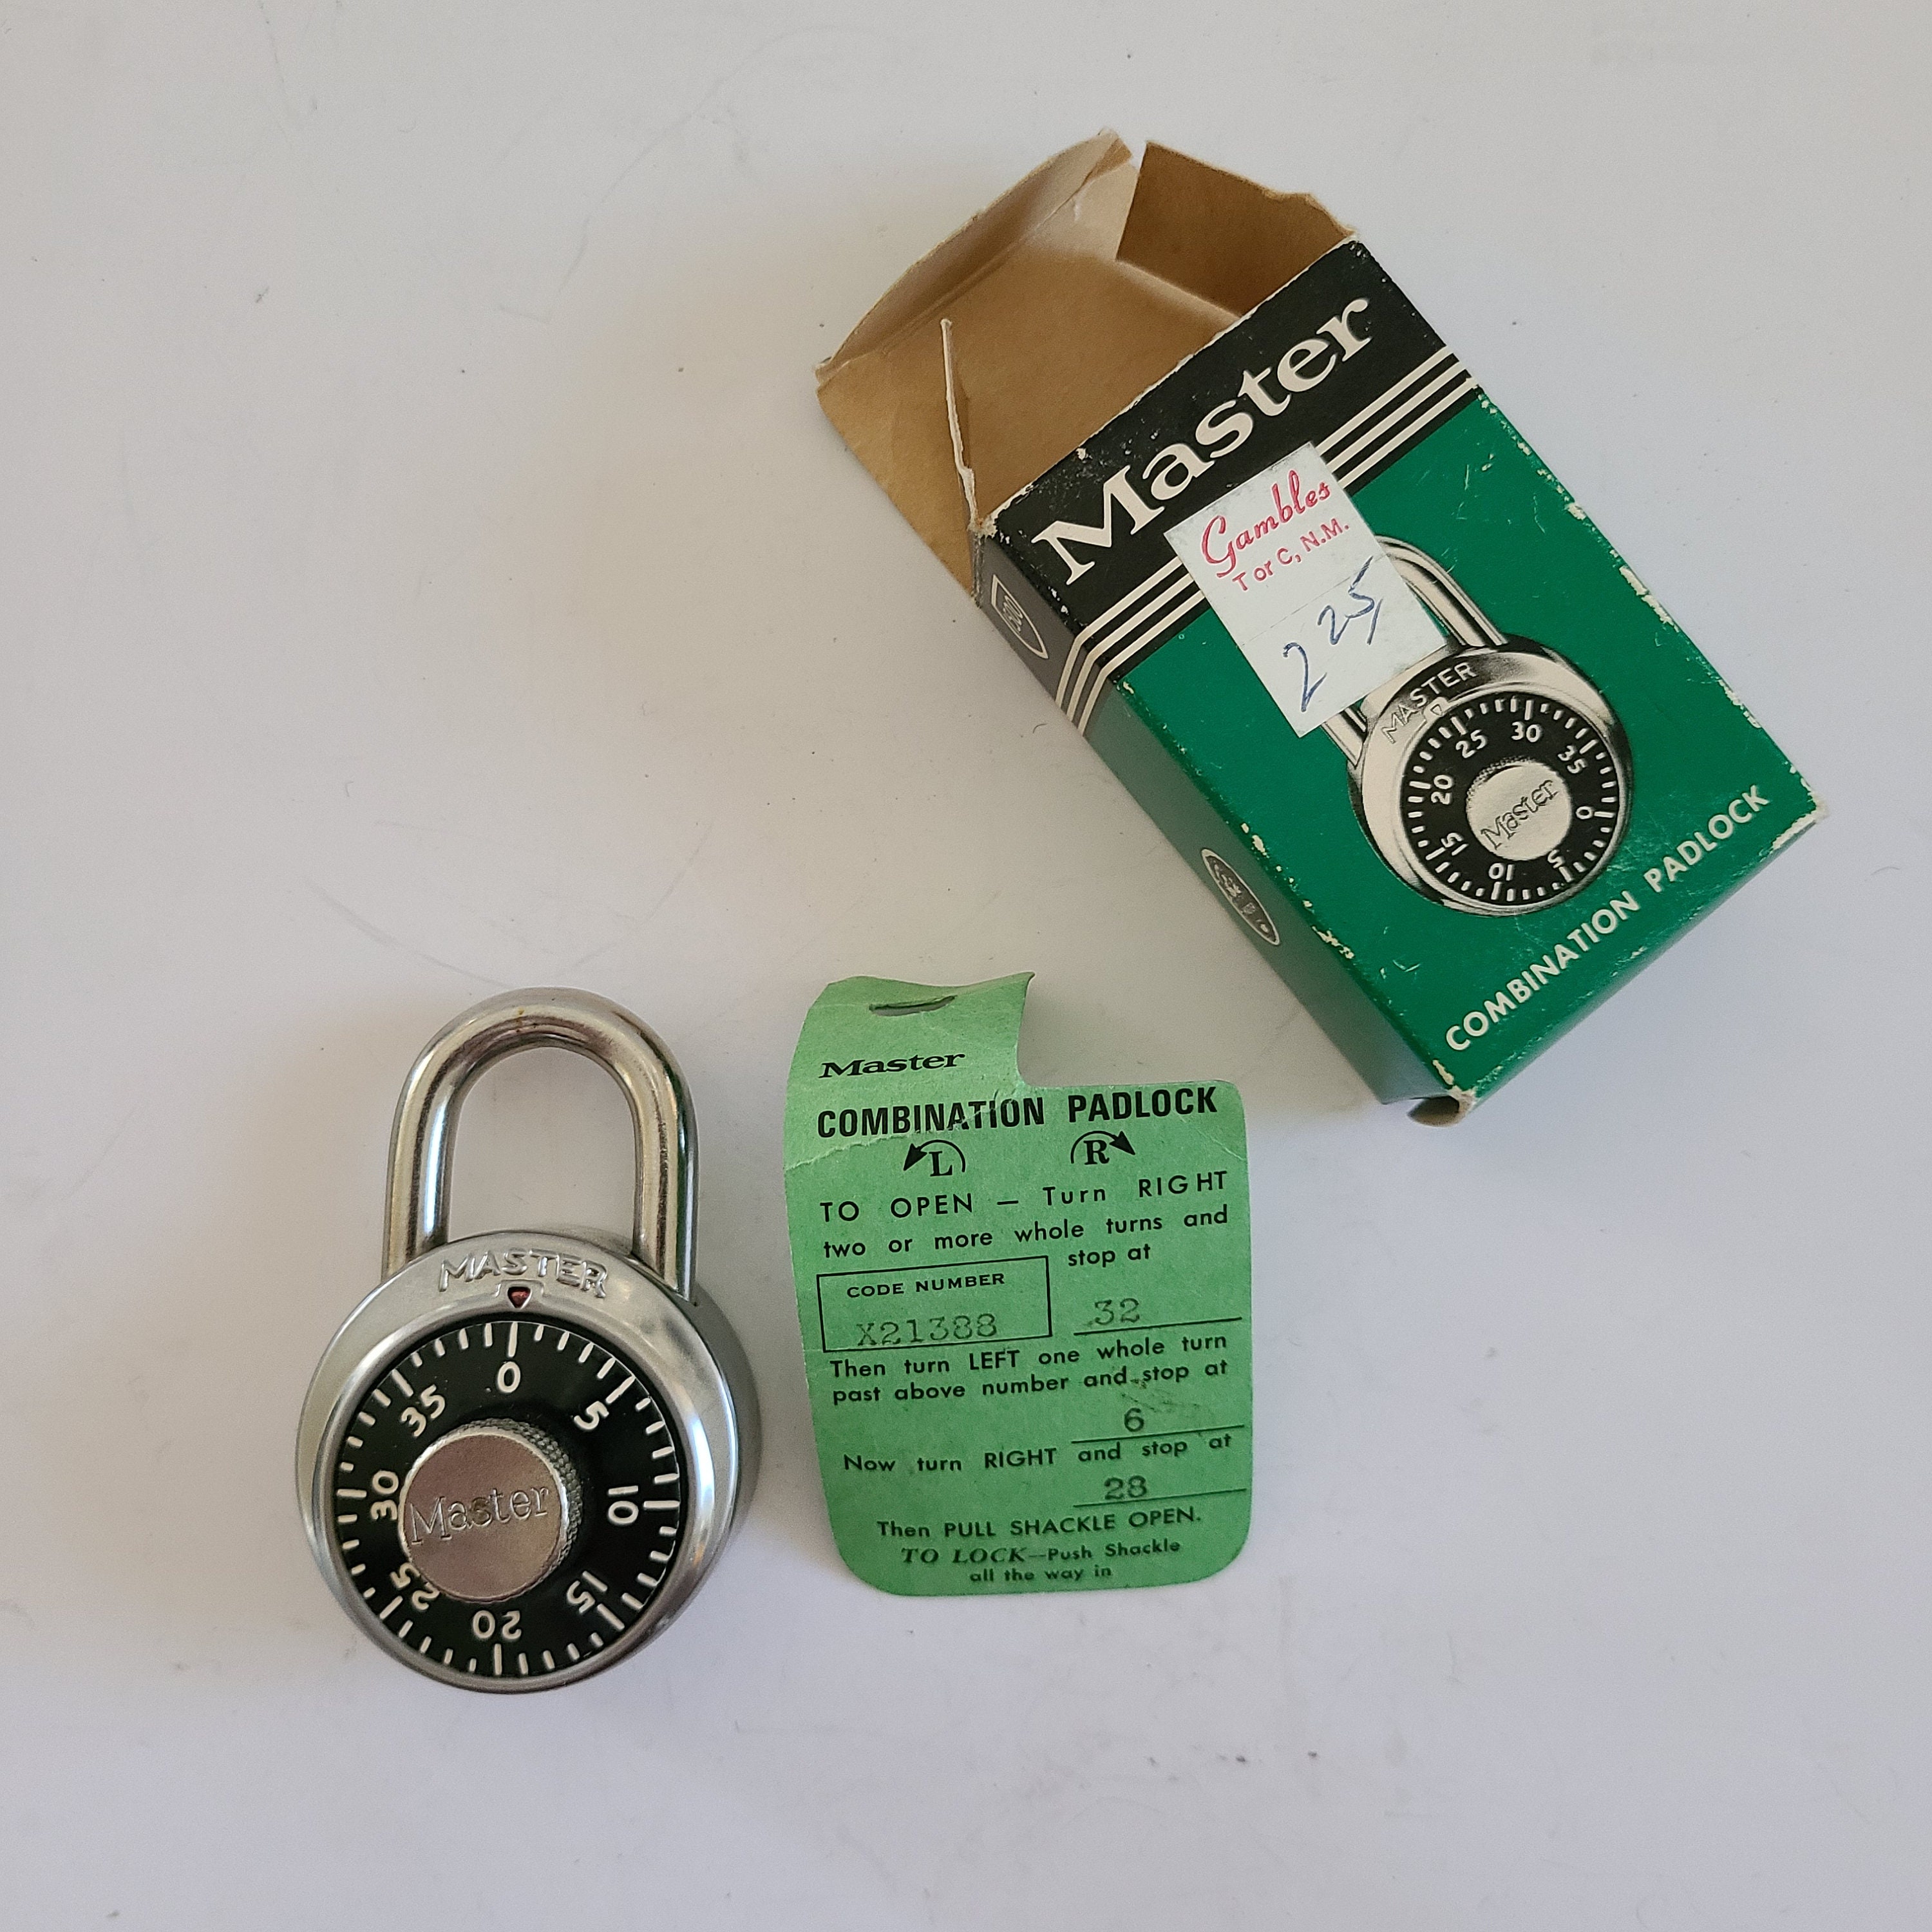 Master
Gambles
T or C, N.M.
2 25
MASTER
0
5
10
15
20
25
30
35
Master
COMBINATION PADLOCK
MASTER
0
5
10
15
20
25
30
35
Master
Master
COMBINATION PADLOCK
L R
TO OPEN — Turn RIGHT
two or more whole turns and
stop at
CODE NUMBER
X21388
32
Then turn LEFT one whole turn
past above number and stop at
6
Now turn RIGHT and stop at
28
Then PULL SHACKLE OPEN.
TO LOCK--Push Shackle
all the way in